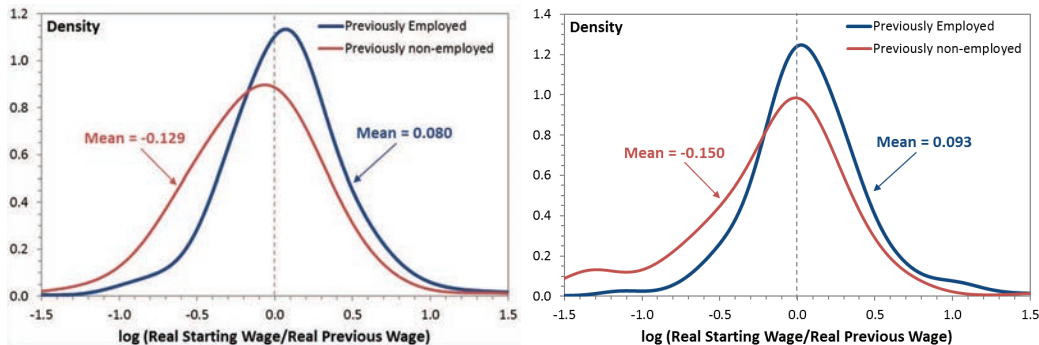 Density
Previously Employed
Previously non-employed
Mean = -0.129
Mean = 0.080
1.2
1.0
0.8
0.6
0.4
0.2
0.0
-1.5 -1.0 -0.5 0.0 0.5 1.0 1.5
log (Real Starting Wage/Real Previous Wage)
Density
Previously Employed
Previously non-employed
Mean = -0.150
Mean = 0.093
1.4
1.2
1.0
0.8
0.6
0.4
0.2
0.0
-1.5 -1.0 -0.5 0.0 0.5 1.0 1.5
log (Real Starting Wage/Real Previous Wage)